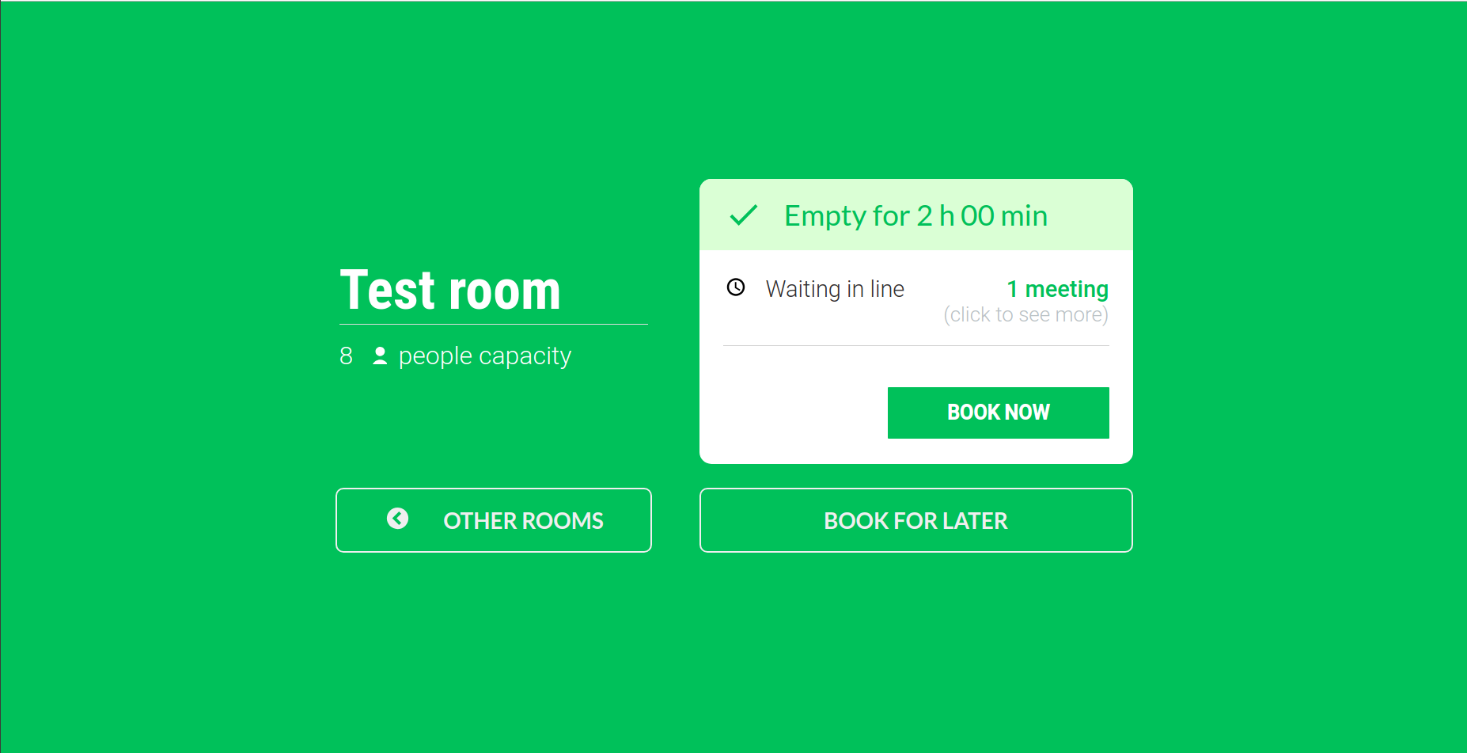 Test room
8 people capacity
OTHER ROOMS
Empty for 2 h 00 min
Waiting in line 1 meeting
(click to see more)
BOOK NOW
BOOK FOR LATER